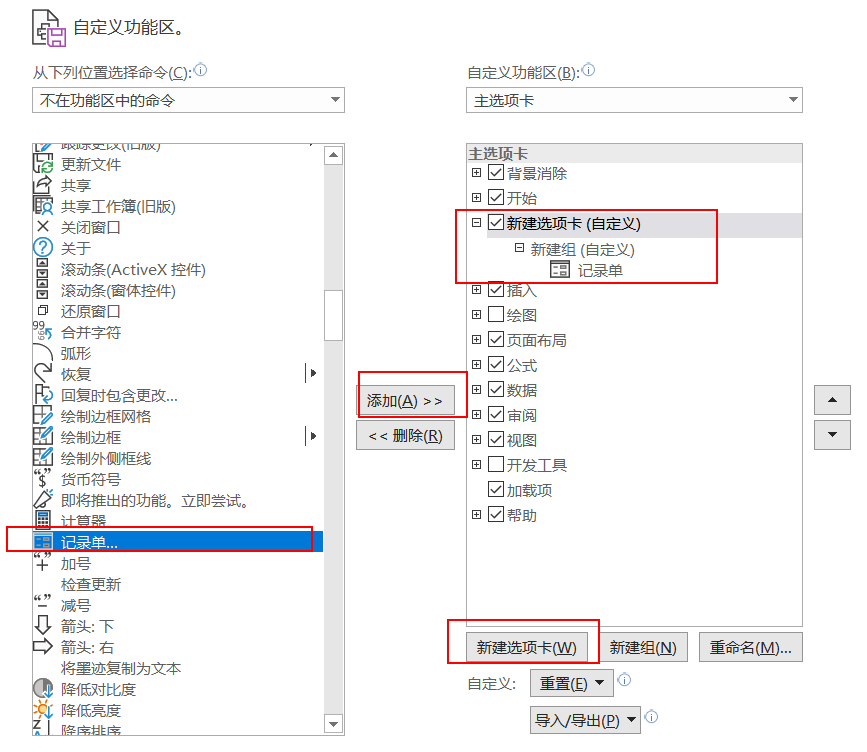 自定义功能区。
从下列位置选择命令(C):
不在功能区中的命令
跟踪更改(旧版)
更新文件
共享
共享工作簿(旧版)
关闭窗口
关于
滚动条(ActiveX 控件)
滚动条(窗体控件)
还原窗口
合并字符
弧形
恢复
回复时包含更改...
绘制边框网格
绘制边框
绘制外侧框线
货币符号
即将推出的功能。立即尝试。
计算器
记录单...
加号
检查更新
减号
箭头: 下
箭头: 右
将墨迹复制为文本
降低对比度
降低亮度
降序排序
添加(A) >>
<< 删除(R)
自定义功能区(B):
主选项卡
主选项卡
背景消除
开始
新建选项卡 (自定义)
新建组 (自定义)
记录单
插入
绘图
页面布局
公式
数据
审阅
视图
开发工具
加载项
帮助
新建选项卡(W)
新建组(N)
重命名(M)...
自定义:
重置(E)
导入/导出(P)